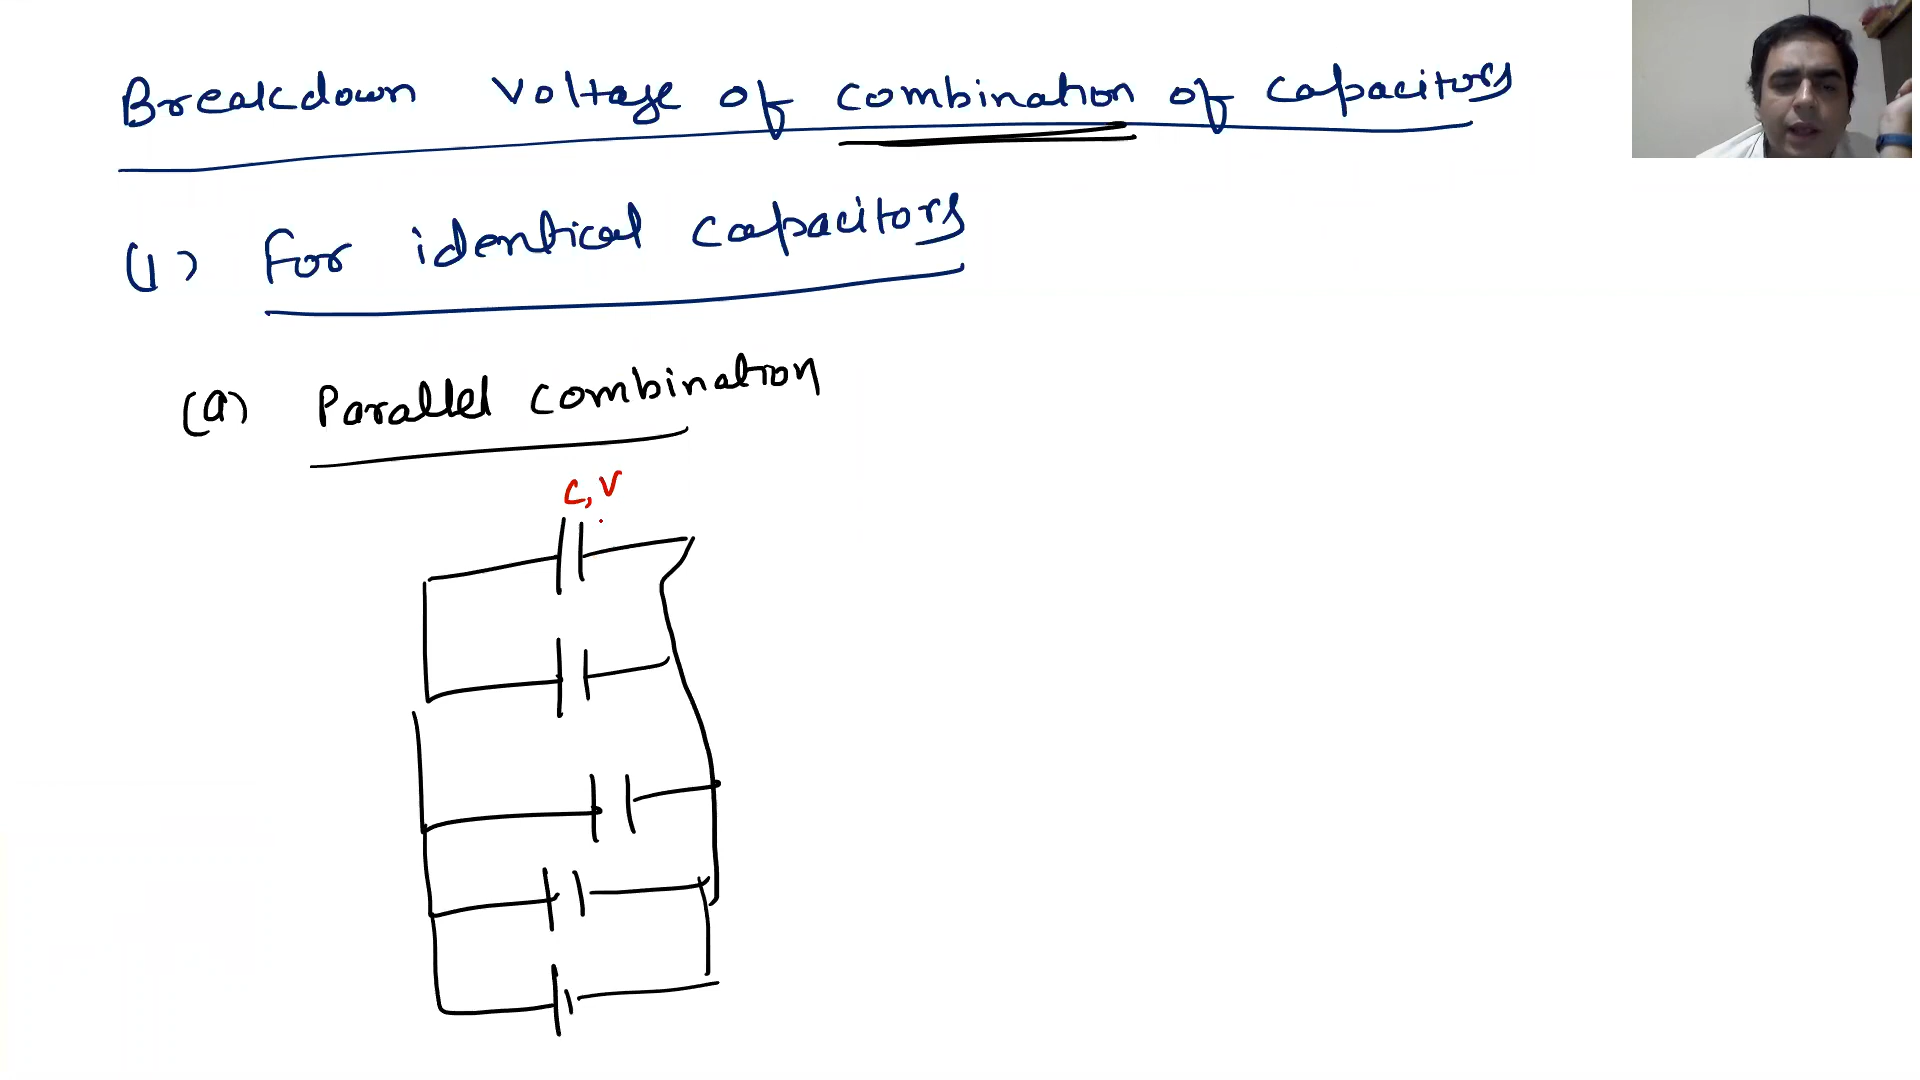 Breakdown Voltage of combination of capacitors
(1) For identical capacitors
(a) Parallel combination
C, V